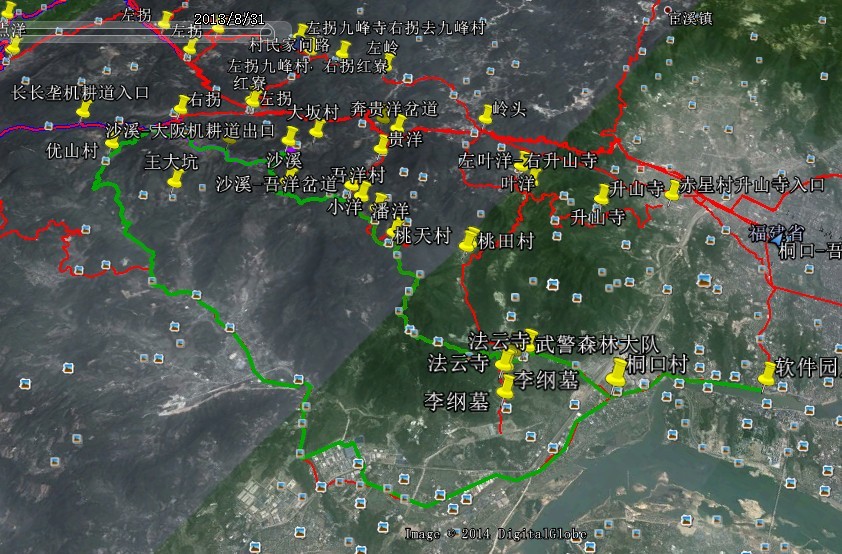 左拐
2013/8/31
点洋
左拐
左拐九峰寺右拐去九峰村
宦溪镇
村民家问路
左岭
左拐九峰村·右拐红寮
红寮
长长垄机耕道入口
右拐
左拐
大坂村
奔贵洋岔道
岭头
沙溪-大阪机耕道出口
贵洋
优山村
王大坑
沙溪
左叶洋-右升山寺
沙溪-吾洋岔道
吾洋村
叶洋
升山寺
赤星村升山寺入口
小洋
潘洋
升山寺
福建省
桃天村
桃田村
桐口-吾
法云寺
武警森林大队
法云寺
桐口村
软件园
李纲墓
李纲墓
Image © 2014 DigitalGlobe